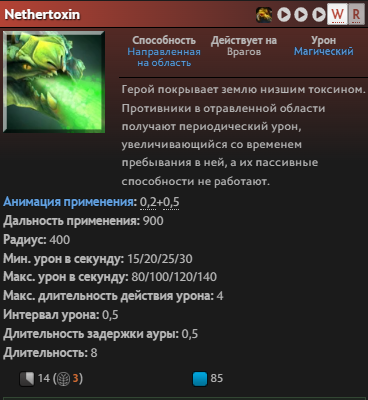 Nethertoxin
W R
Способность
Направленная
на область
Действует на
Врагов
Урон
Магический
Герой покрывает землю низшим токсином.
Противники в отравленной области
получают периодический урон,
увеличивающийся со временем
пребывания в ней, а их пассивные
способности не работают.
Анимация применения: 0,2+0,5
Дальность применения: 900
Радиус: 400
Мин. урон в секунду: 15/20/25/30
Макс. урон в секунду: 80/100/120/140
Макс. длительность действия урона: 4
Интервал урона: 0,5
Длительность задержки ауры: 0,5
Длительность: 8
14 (3) 85